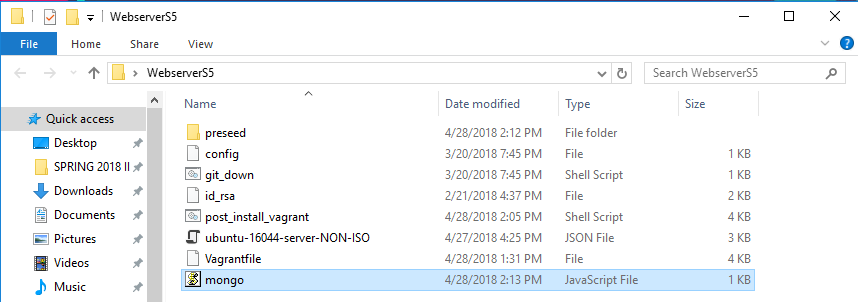 WebserverS5
File Home Share View
WebserverS5 Search WebserverS5
Name Date modified Type Size
Quick access
Desktop
SPRING 2018 II
Downloads
Documents
Pictures
Videos
Music
preseed 4/28/2018 2:12 PM File folder
config 3/20/2018 7:45 PM File 1 KB
git_down 3/20/2018 7:45 PM Shell Script 1 KB
id_rsa 2/21/2018 4:37 PM File 2 KB
post_install_vagrant 4/28/2018 2:05 PM Shell Script 4 KB
ubuntu-16044-server-NON-ISO 4/27/2018 4:25 PM JSON File 3 KB
Vagrantfile 4/28/2018 1:31 PM File 4 KB
mongo 4/28/2018 2:13 PM JavaScript File 1 KB